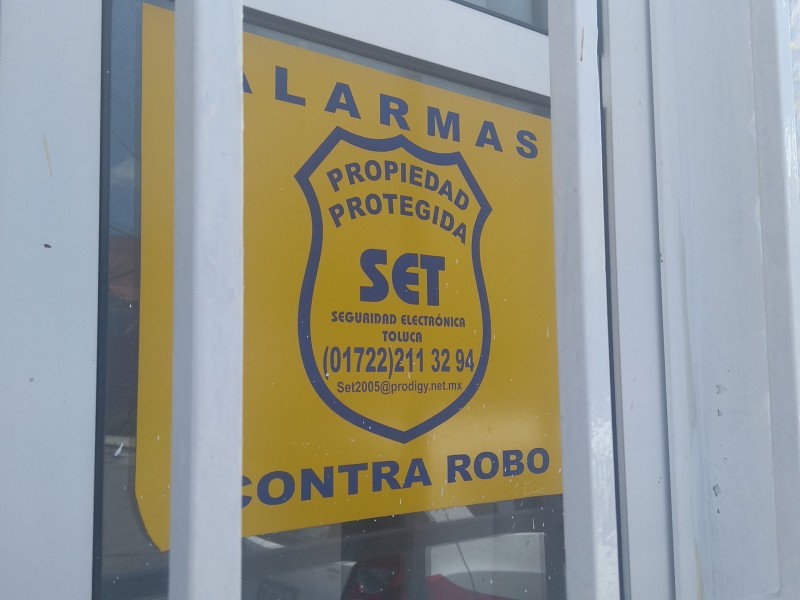 ALARMAS
PROPIEDAD
PROTEGIDA
SET
SEGURIDAD ELECTRÓNICA
TOLUCA
(01722)211 32 94
Set2005@prodigy.net.mx
CONTRA ROBO